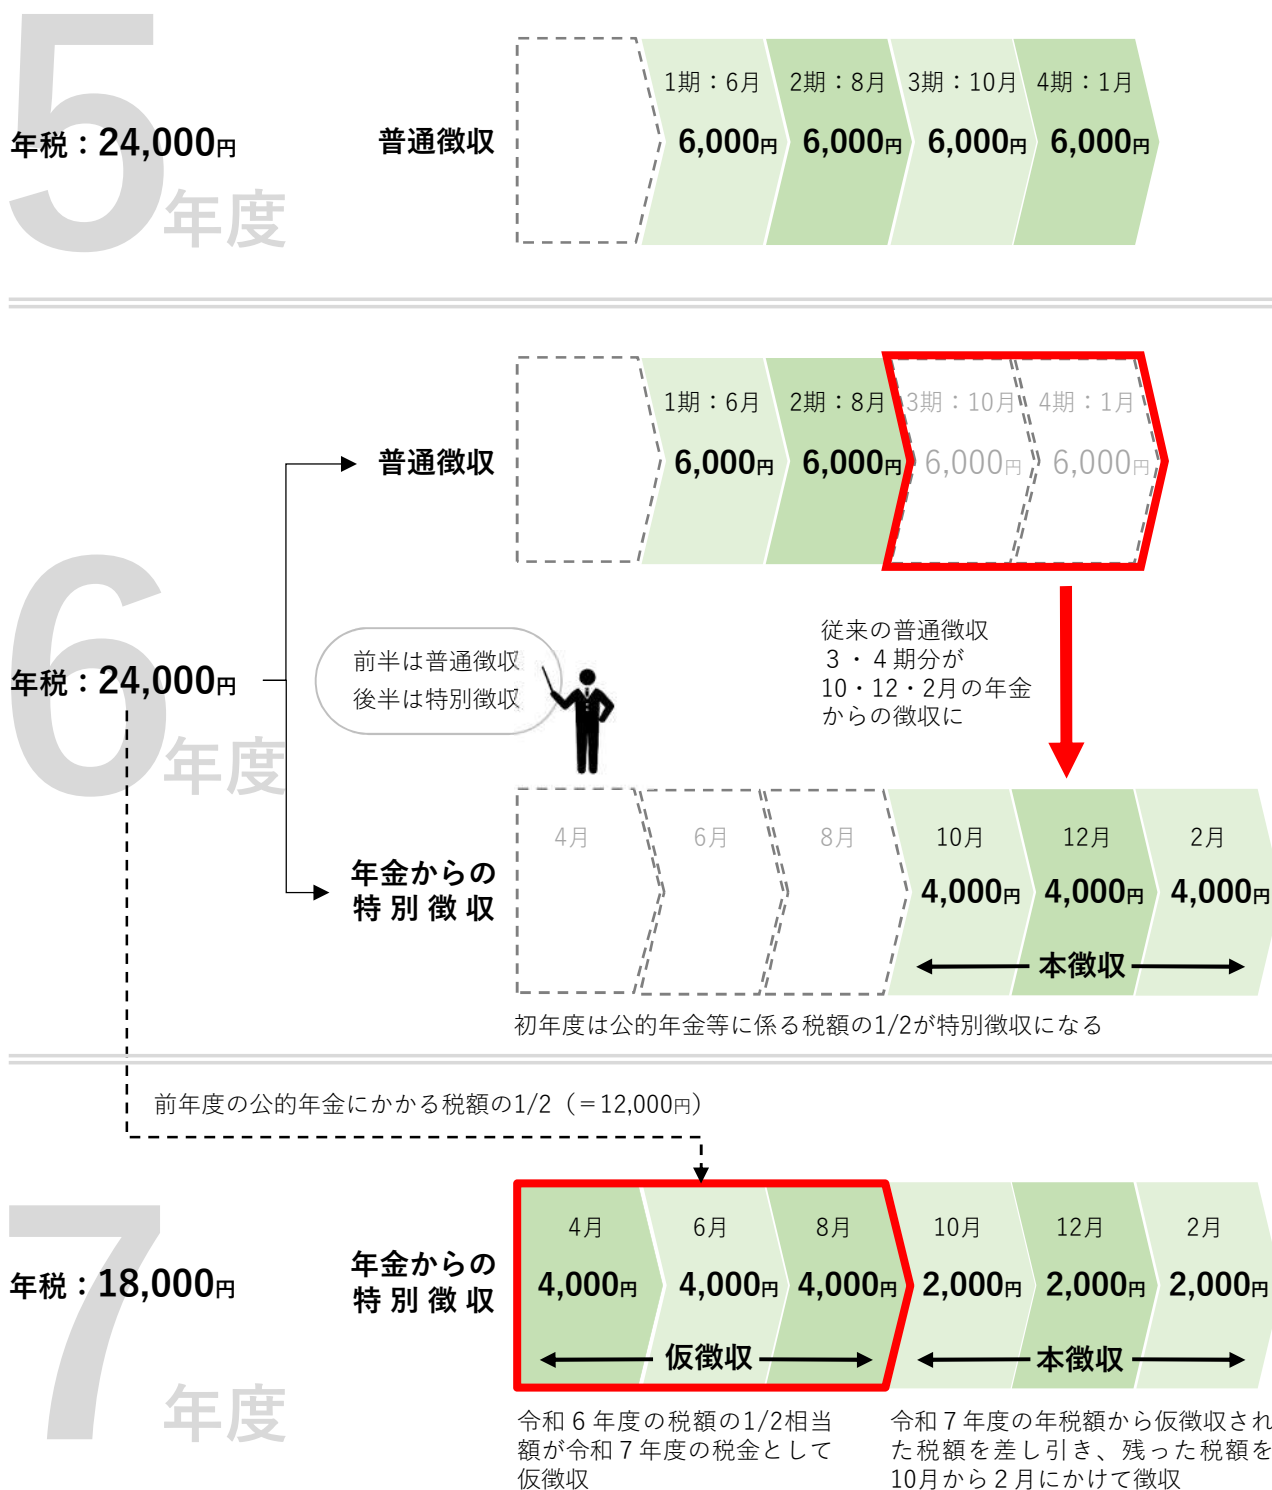 5
年度
年税：24,000円
普通徴収
1期：6月
6,000円
2期：8月
6,000円
3期：10月
6,000円
4期：1月
6,000円
6
年度
年税：24,000円
普通徴収
1期：6月
6,000円
2期：8月
6,000円
3期：10月
6,000円
4期：1月
6,000円
前半は普通徴収
後半は特別徴収
従来の普通徴収
３・４期分が
10・12・2月の年金
からの徴収に
年金からの
特別徴収
4月
6月
8月
10月
4,000円
12月
4,000円
2月
4,000円
本徴収
初年度は公的年金等に係る税額の1/2が特別徴収になる
前年度の公的年金にかかる税額の1/2（＝12,000円）
7
年度
年税：18,000円
年金からの
特別徴収
4月
4,000円
6月
4,000円
8月
4,000円
仮徴収
10月
2,000円
12月
2,000円
2月
2,000円
本徴収
令和６年度の税額の1/2相当
額が令和７年度の税金として
仮徴収
令和７年度の年税額から仮徴収され
た税額を差し引き、残った税額を
10月から２月にかけて徴収